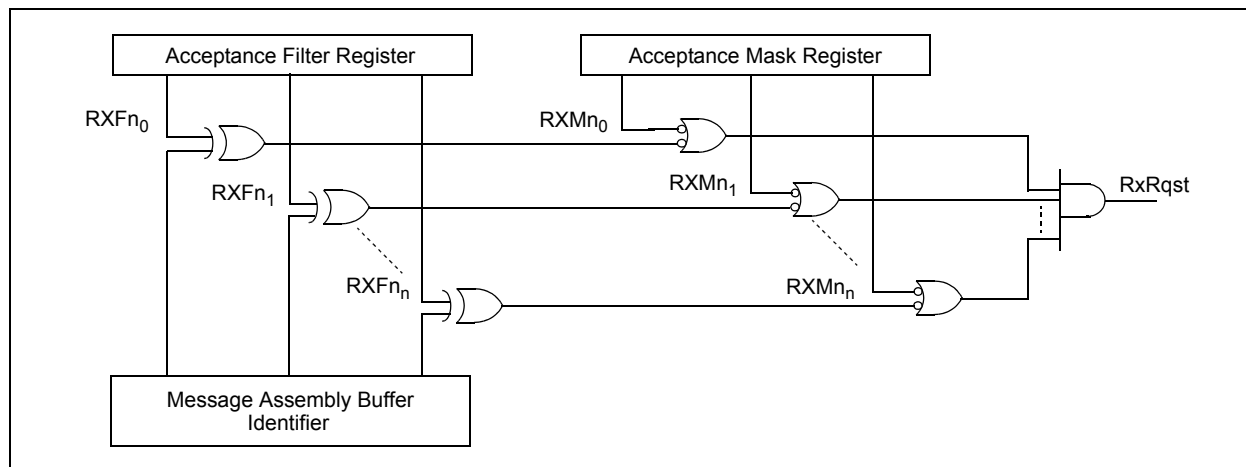 Acceptance Filter Register
Acceptance Mask Register
RXFn0
RXMn0
RXFn1
RXMn1
RxRqst
RXFnn
RXMnn
Message Assembly Buffer
Identifier